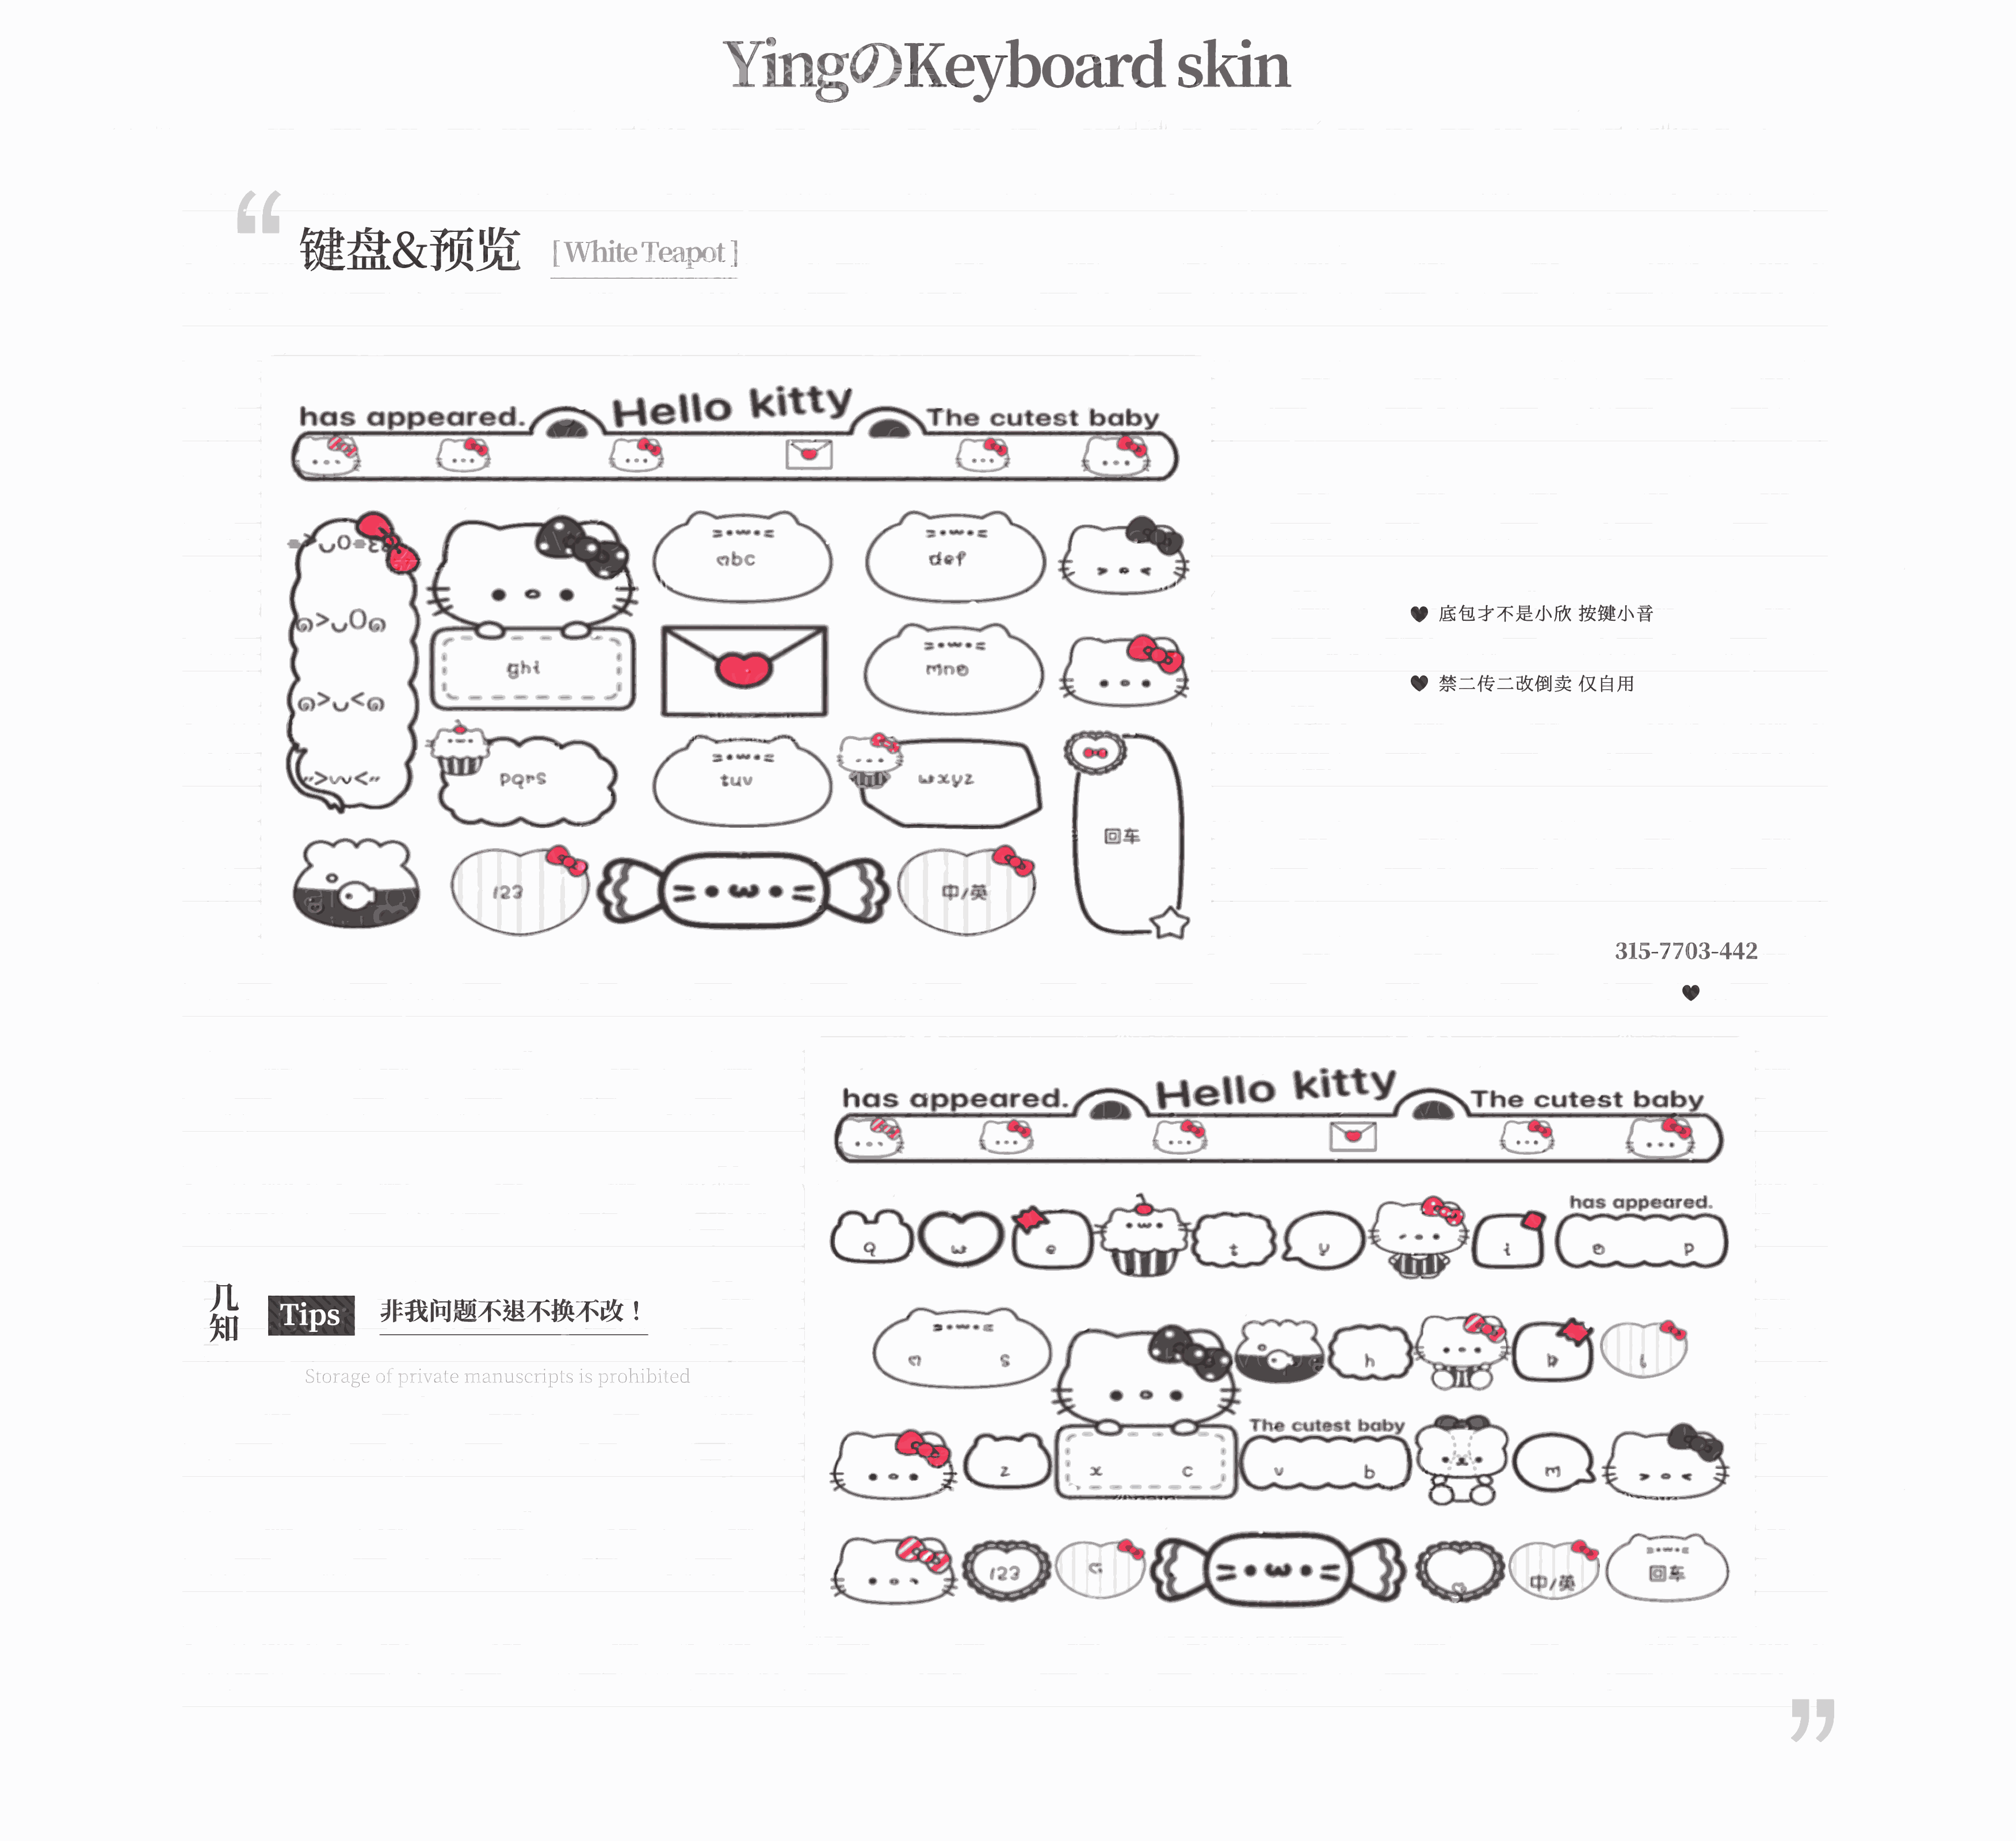 YingのKeyboard skin
键盘&预览 [ White Teapot ]
has appeared. Hello kitty The cutest baby
abc def
ghi mno
pqrs tuv wxyz
回车
123 中/英
底包才不是小欣 按键小音
禁二传二改倒卖 仅自用
315-7703-442
has appeared. Hello kitty The cutest baby
has appeared.
q w e t y i o p
a s h k l
The cutest baby
z x c v b m
123 中/英 回车
几知
Tips 非我问题不退不换不改！
Storage of private manuscripts is prohibited